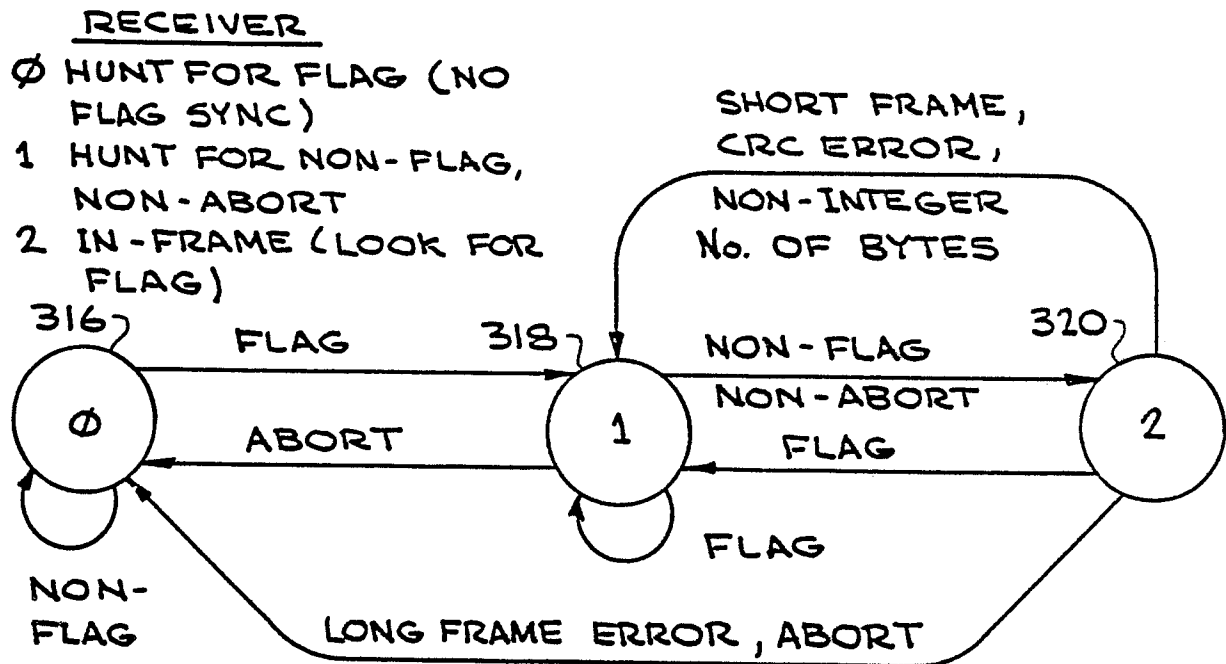 RECEIVER
Ø HUNT FOR FLAG (NO
FLAG SYNC)
1 HUNT FOR NON-FLAG,
NON-ABORT
2 IN-FRAME (LOOK FOR
FLAG)
SHORT FRAME,
CRC ERROR,
NON-INTEGER
No. OF BYTES
316
FLAG
318
NON-FLAG
320
Ø
ABORT
1
NON-ABORT
FLAG
2
NON-
FLAG
FLAG
LONG FRAME ERROR, ABORT